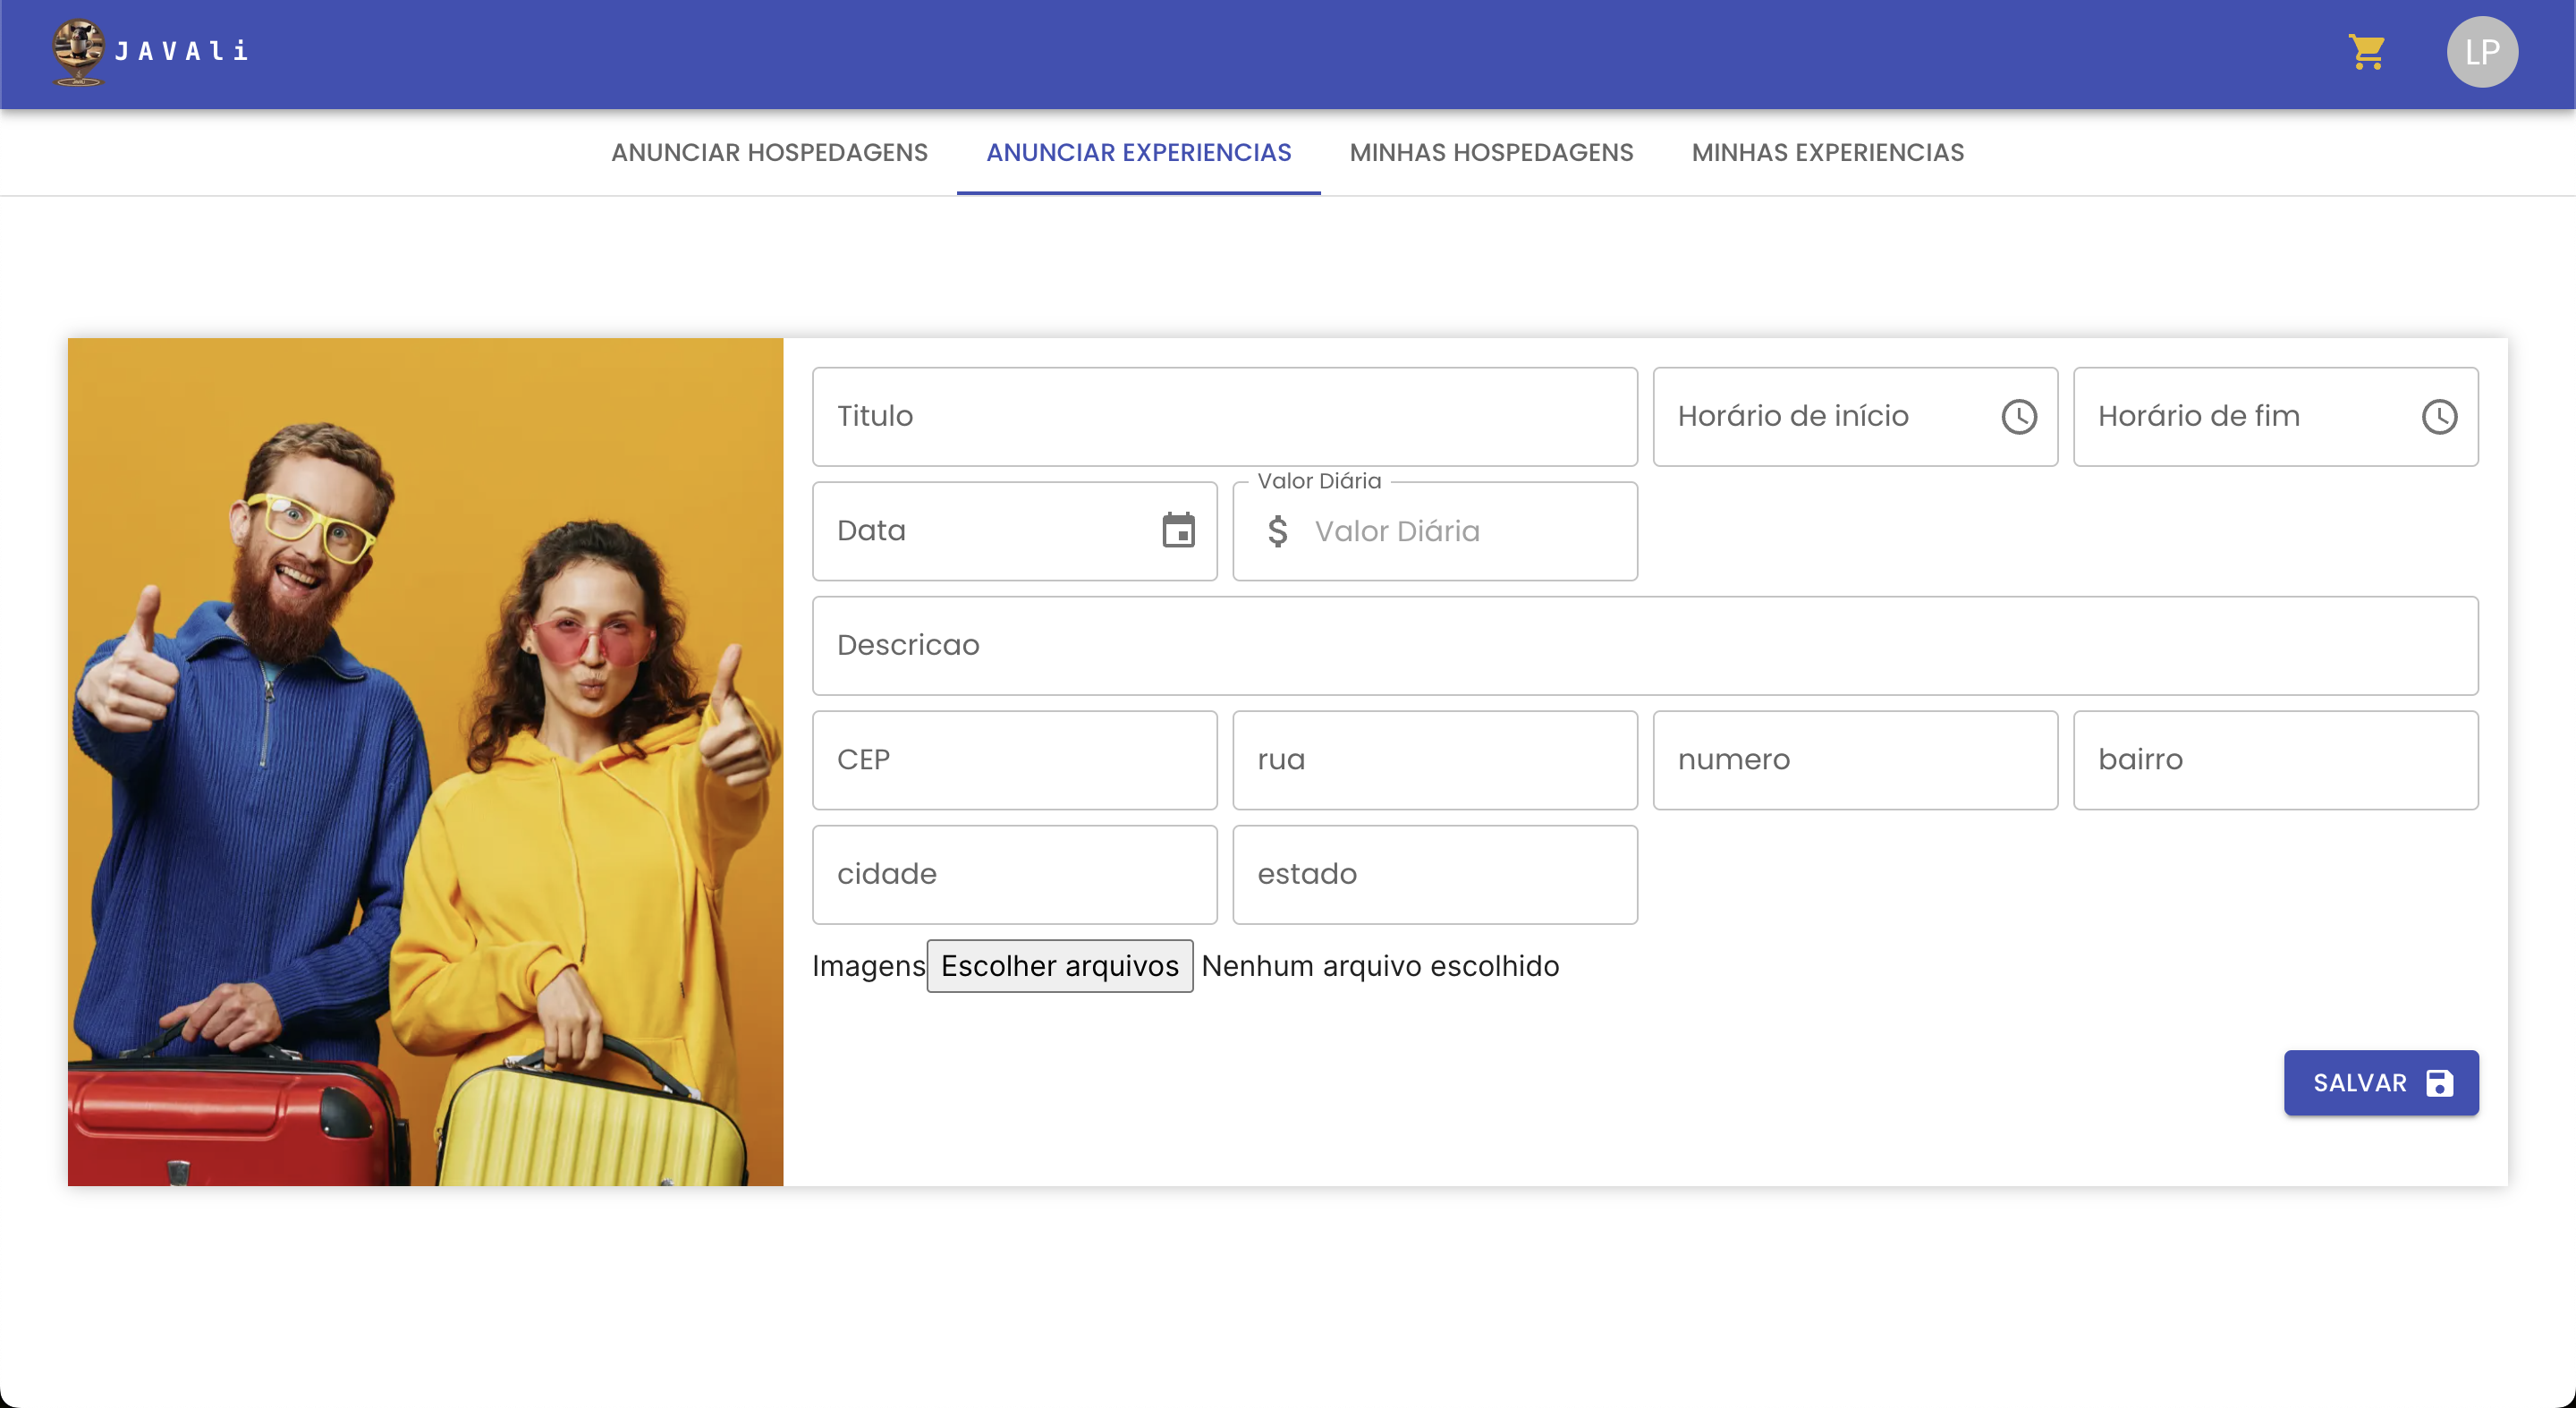 JAVAli
LP
ANUNCIAR HOSPEDAGENS ANUNCIAR EXPERIENCIAS MINHAS HOSPEDAGENS MINHAS EXPERIENCIAS
Titulo Horário de início Horário de fim
Valor Diária
Data $ Valor Diária
Descricao
CEP rua numero bairro
cidade estado
Imagens Escolher arquivos Nenhum arquivo escolhido
SALVAR